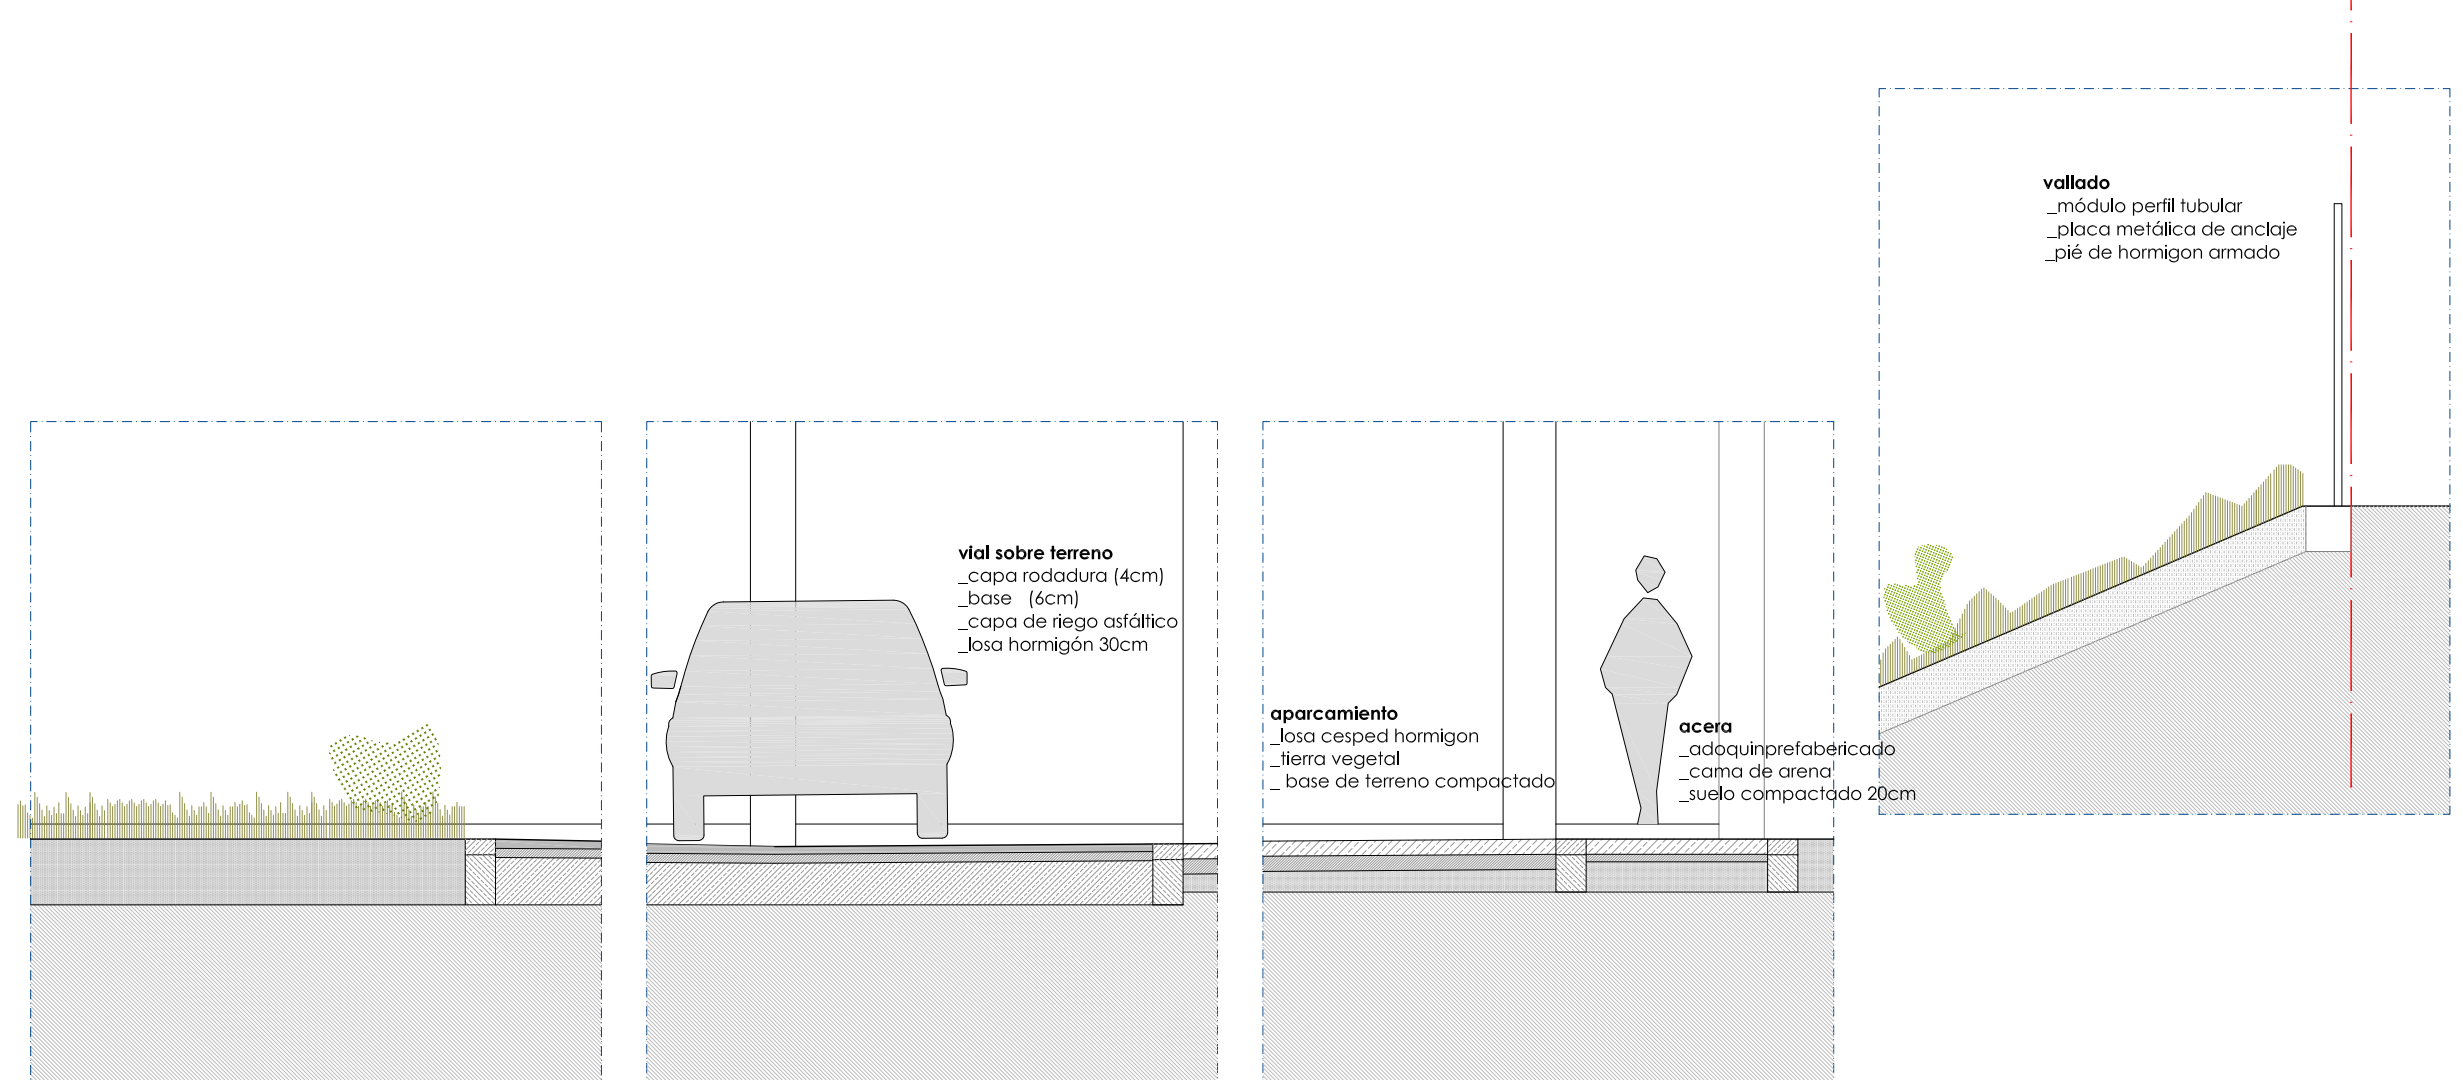 vallado
_módulo perfil tubular
_placa metálica de anclaje
_pié de hormigon armado
vial sobre terreno
_capa rodadura (4cm)
_base (6cm)
_capa de riego asfáltico
_losa hormigón 30cm
aparcamiento
_losa cesped hormigon
_tierra vegetal
_ base de terreno compactado
acera
_adoquinprefabericado
_cama de arena
_suelo compactado 20cm